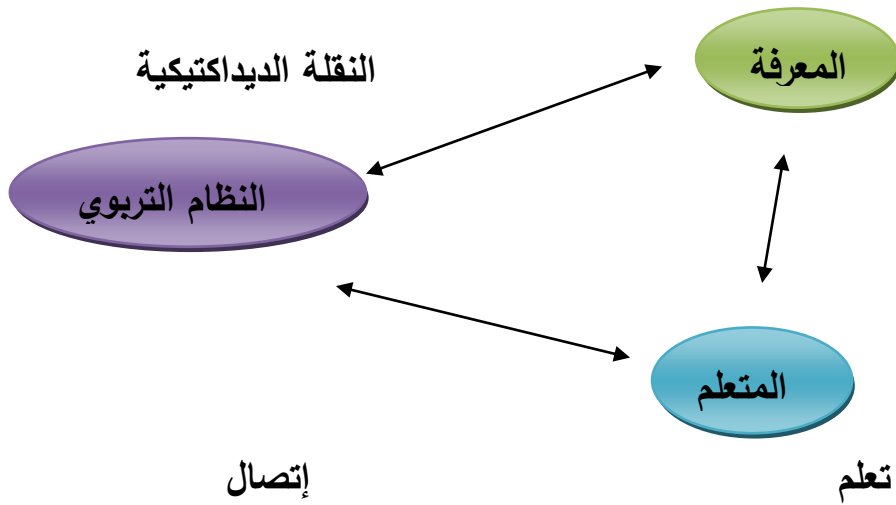 المعرفة
النقلة الديداكتيكية
النظام التربوي
المتعلم
تعلم
إتصال